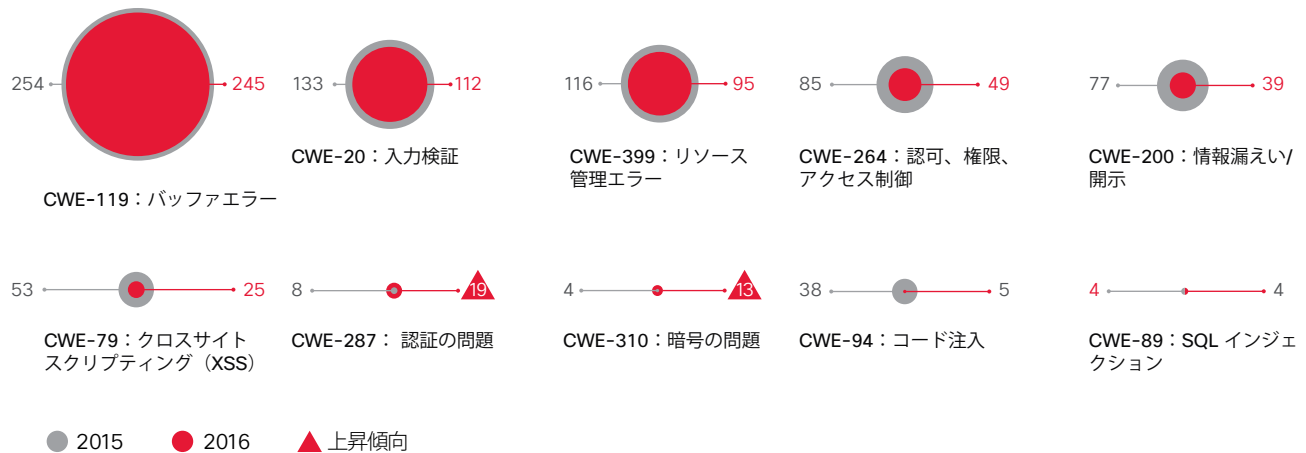 254
245
CWE-119：バッファエラー
133
112
CWE-20：入力検証
116
95
CWE-399：リソース
管理エラー
85
49
CWE-264：認可、権限、
アクセス制御
77
39
CWE-200：情報漏えい/
開示
53
25
CWE-79：クロスサイト
スクリプティング（XSS）
8
19
CWE-287： 認証の問題
4
13
CWE-310：暗号の問題
38
5
CWE-94：コード注入
4
4
CWE-89：SQL インジェ
クション
2015
2016
上昇傾向